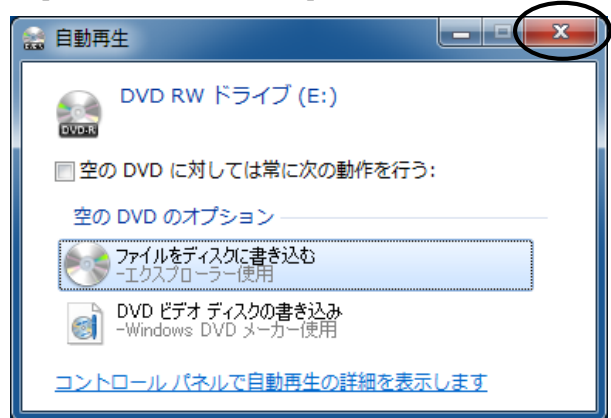 自動再生
DVD RW ドライブ (E:)
DVD-R
空の DVD に対しては常に次の動作を行う:
空の DVD のオプション
ファイルをディスクに書き込む
-エクスプローラー使用
DVD ビデオ ディスクの書き込み
-Windows DVD メーカー使用
コントロール パネルで自動再生の詳細を表示します